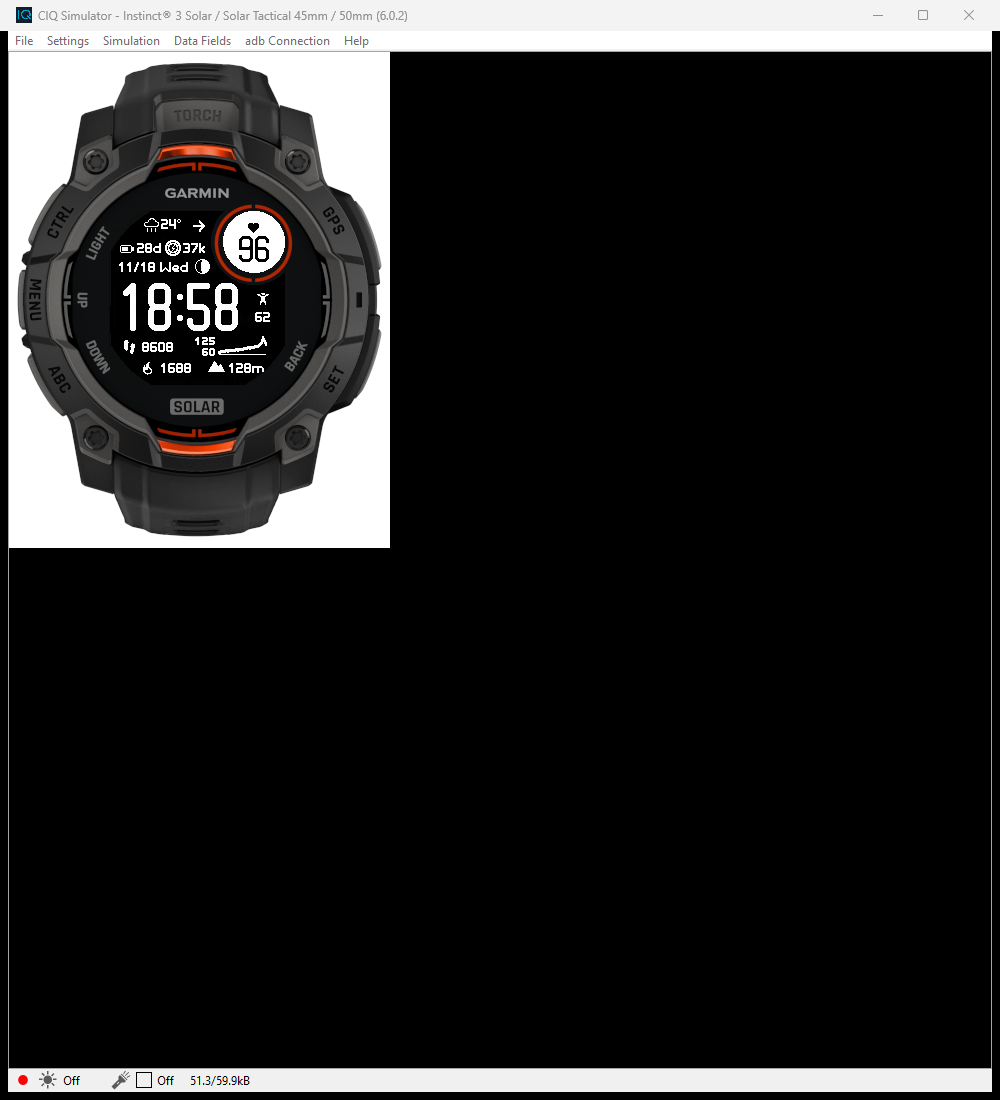 CIQ Simulator - Instinct® 3 Solar / Solar Tactical 45mm / 50mm (6.0.2)
File Settings Simulation Data Fields adb Connection Help
TORCH
GARMIN
CTRL
GPS
LIGHT
24°
96
28d 37k
11/18 Wed
MENU
UP
18:58
62
8608
125
60
1688
128m
DOWN
BACK
ABC
SET
SOLAR
Off Off 51.3/59.9kB